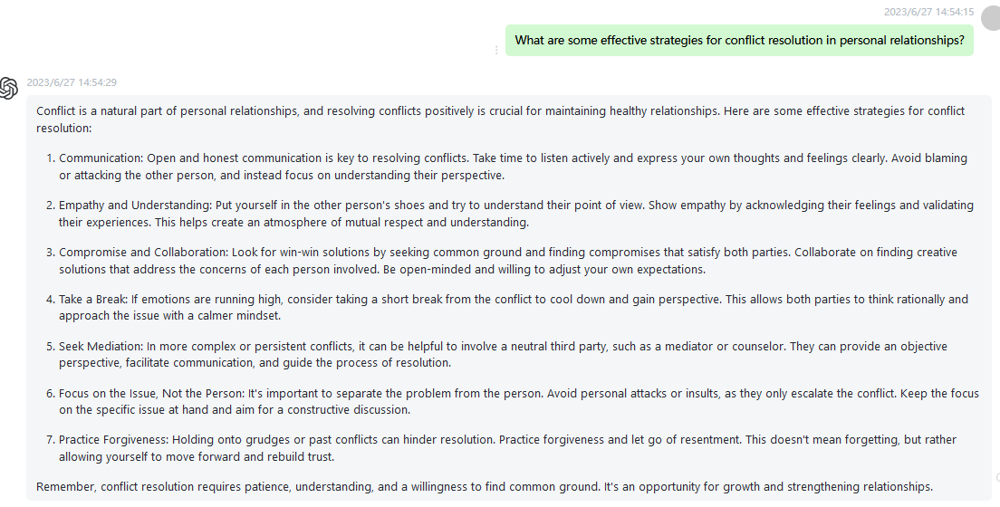 2023/6/27 14:54:15
What are some effective strategies for conflict resolution in personal relationships?
2023/6/27 14:54:29
Conflict is a natural part of personal relationships, and resolving conflicts positively is crucial for maintaining healthy relationships. Here are some effective strategies for conflict
resolution:
1. Communication: Open and honest communication is key to resolving conflicts. Take time to listen actively and express your own thoughts and feelings clearly. Avoid blaming
or attacking the other person, and instead focus on understanding their perspective.
2. Empathy and Understanding: Put yourself in the other person's shoes and try to understand their point of view. Show empathy by acknowledging their feelings and validating
their experiences. This helps create an atmosphere of mutual respect and understanding.
3. Compromise and Collaboration: Look for win-win solutions by seeking common ground and finding compromises that satisfy both parties. Collaborate on finding creative
solutions that address the concerns of each person involved. Be open-minded and willing to adjust your own expectations.
4. Take a Break: If emotions are running high, consider taking a short break from the conflict to cool down and gain perspective. This allows both parties to think rationally and
approach the issue with a calmer mindset.
5. Seek Mediation: In more complex or persistent conflicts, it can be helpful to involve a neutral third party, such as a mediator or counselor. They can provide an objective
perspective, facilitate communication, and guide the process of resolution.
6. Focus on the Issue, Not the Person: It's important to separate the problem from the person. Avoid personal attacks or insults, as they only escalate the conflict. Keep the focus
on the specific issue at hand and aim for a constructive discussion.
7. Practice Forgiveness: Holding onto grudges or past conflicts can hinder resolution. Practice forgiveness and let go of resentment. This doesn't mean forgetting, but rather
allowing yourself to move forward and rebuild trust.
Remember, conflict resolution requires patience, understanding, and a willingness to find common ground. It's an opportunity for growth and strengthening relationships.